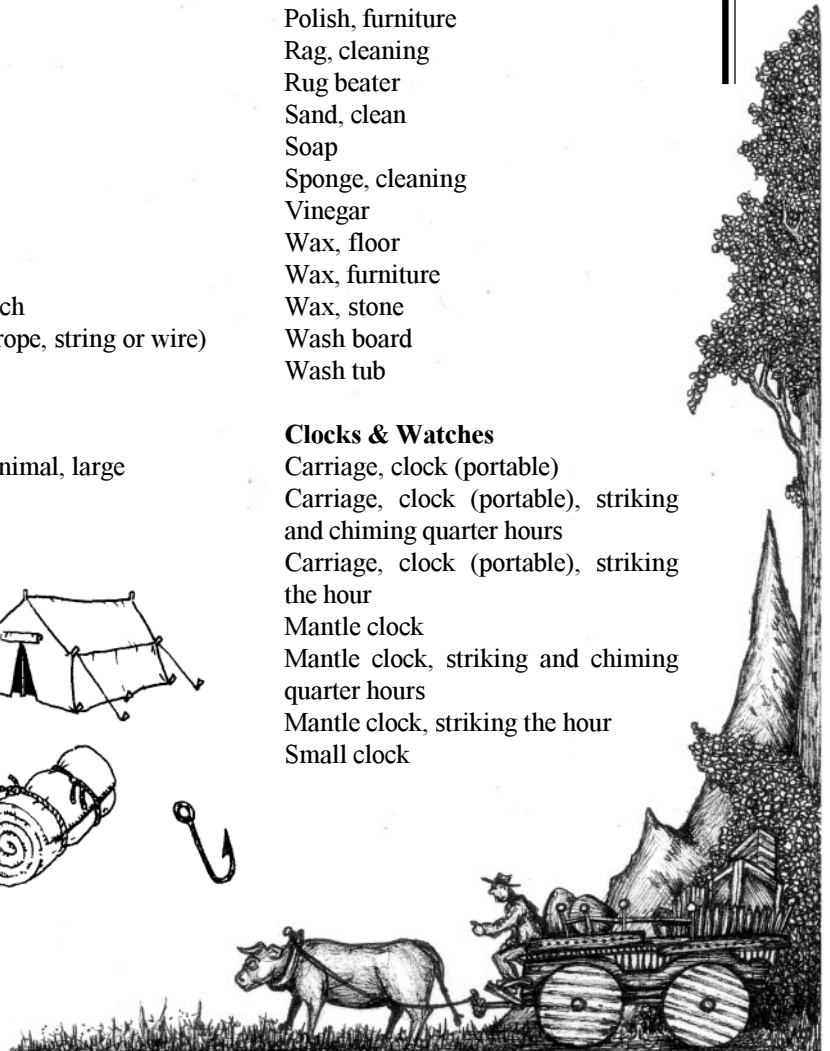 ch
rope, string or wire)
nimal, large
Polish, furniture
Rag, cleaning
Rug beater
Sand, clean
Soap
Sponge, cleaning
Vinegar
Wax, floor
Wax, furniture
Wax, stone
Wash board
Wash tub
Clocks & Watches
Carriage, clock (portable)
Carriage, clock (portable), striking
and chiming quarter hours
Carriage, clock (portable), striking
the hour
Mantle clock
Mantle clock, striking and chiming
quarter hours
Mantle clock, striking the hour
Small clock